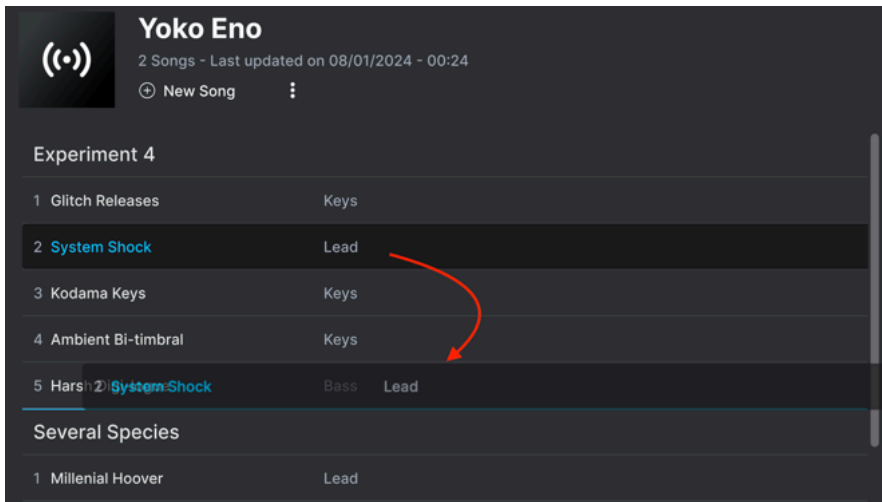 Yoko Eno
2 Songs - Last updated on 08/01/2024 - 00:24
New Song
Experiment 4
1 Glitch Releases Keys
2 System Shock Lead
3 Kodama Keys Keys
4 Ambient Bi-timbral Keys
5 Harsh Bass
2 System Shock Lead
Several Species
1 Millenial Hoover Lead